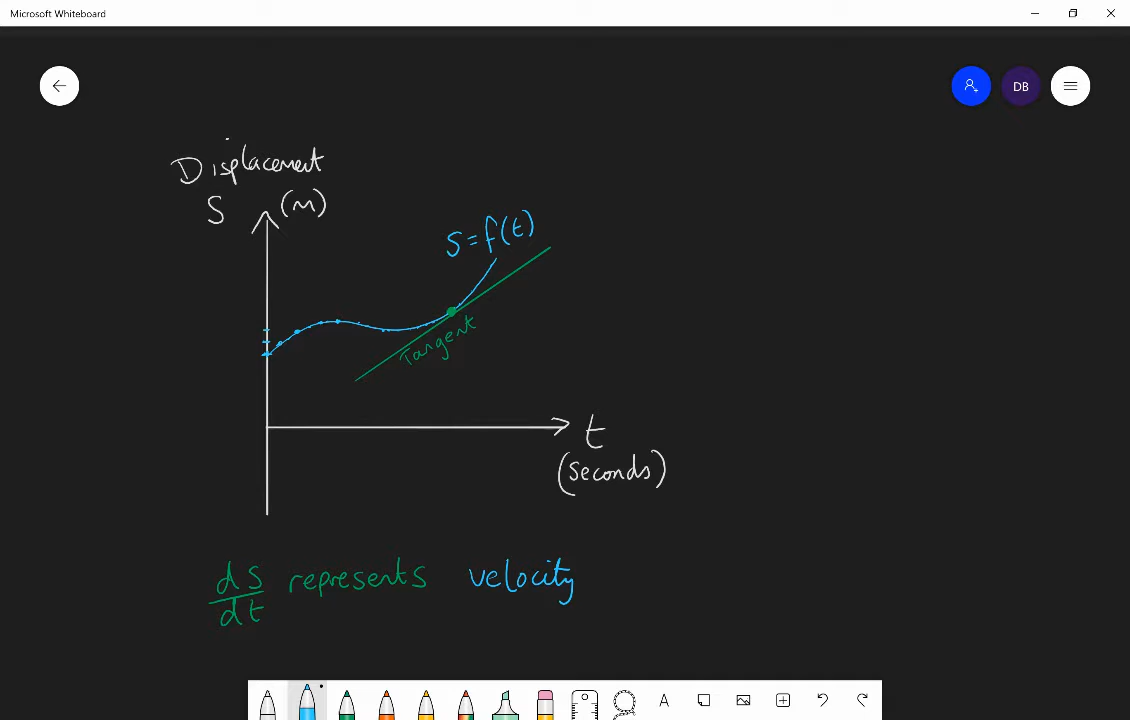 Microsoft Whiteboard
DB
Displacement
S (m)
S=f(t)
Tangent
t
(seconds)
ds/dt represents velocity
A